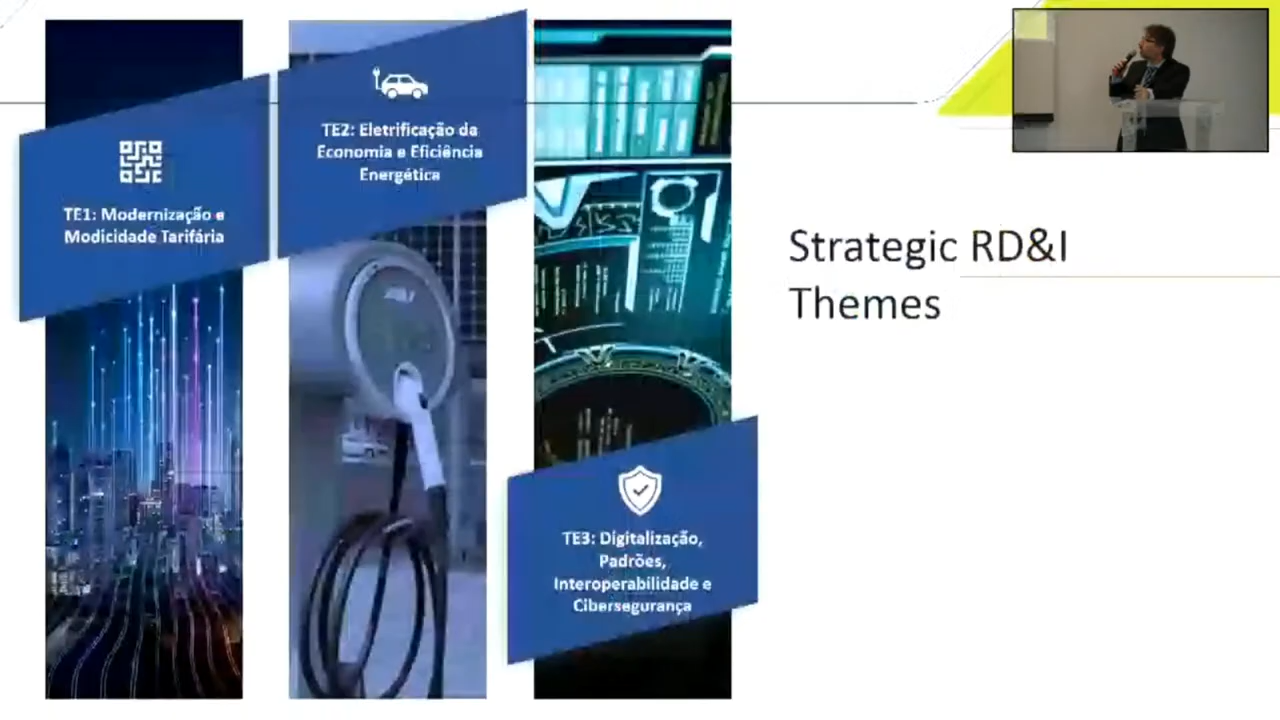 TE1: Modernização e
Modicidade Tarifária
TE2: Eletrificação da
Economia e Eficiência
Energética
TE3: Digitalização,
Padrões,
Interoperabilidade e
Cibersegurança
Strategic RD&I
Themes